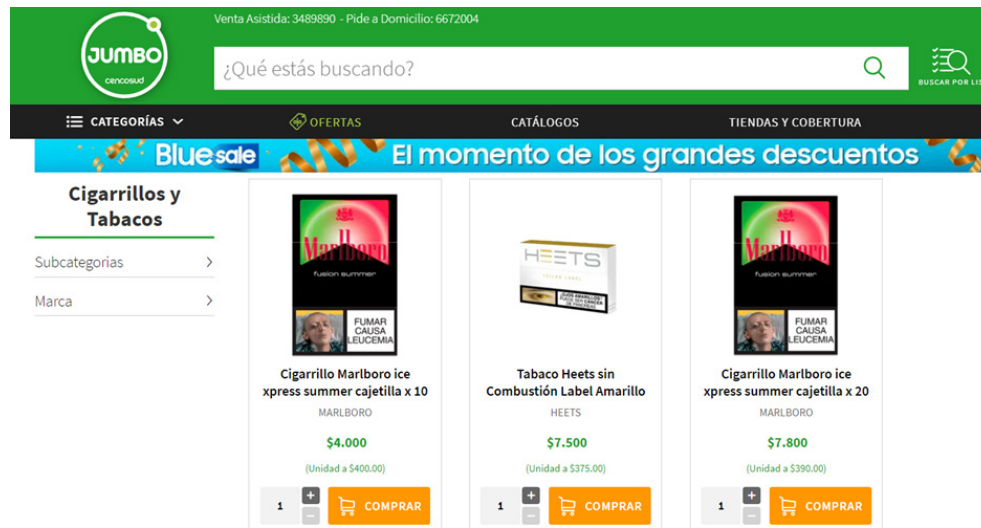 Venta Asistida: 3489890 - Pide a Domicilio: 6672004
JUMBO
cencosud
¿Qué estás buscando?
BUSCAR POR LIS
CATEGORÍAS
OFERTAS
CATÁLOGOS
TIENDAS Y COBERTURA
Blue sale
El momento de los grandes descuentos
Cigarrillos y
Tabacos
Subcategorias
Marca
Marlboro
fusion summer
FUMAR
CAUSA
LEUCEMIA
Cigarrillo Marlboro ice
xpress summer cajetilla x 10
MARLBORO
$4.000
(Unidad a $400.00)
1
+
−
COMPRAR
HEETS
Tabaco Heets sin
Combustión Label Amarillo
HEETS
$7.500
(Unidad a $375.00)
1
+
−
COMPRAR
Marlboro
fusion summer
FUMAR
CAUSA
LEUCEMIA
Cigarrillo Marlboro ice
xpress summer cajetilla x 20
MARLBORO
$7.800
(Unidad a $390.00)
1
+
−
COMPRAR